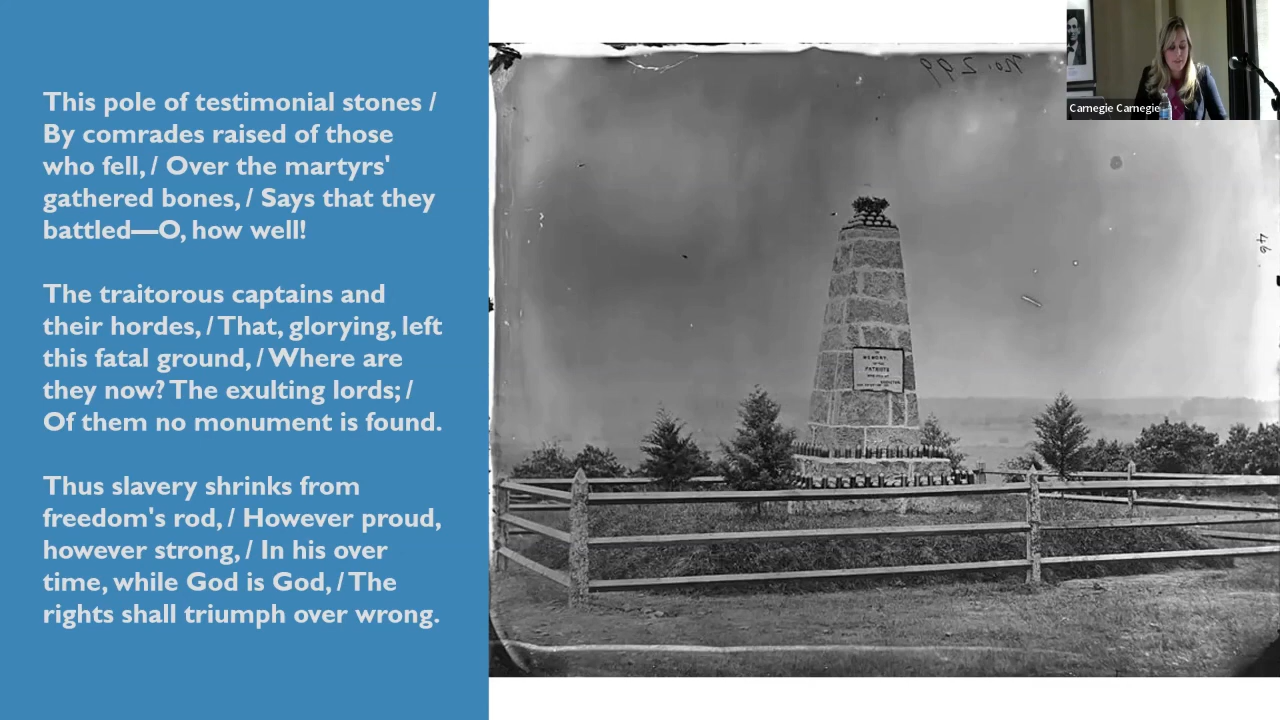 This pole of testimonial stones /
By comrades raised of those
who fell, / Over the martyrs'
gathered bones, / Says that they
battled—O, how well!
The traitorous captains and
their hordes, / That, glorying, left
this fatal ground, / Where are
they now? The exulting lords; /
Of them no monument is found.
Thus slavery shrinks from
freedom's rod, / However proud,
however strong, / In his over
time, while God is God, / The
rights shall triumph over wrong.
No. 299
46
MEMORY
PATRIOTS
Carnegie Carnegie